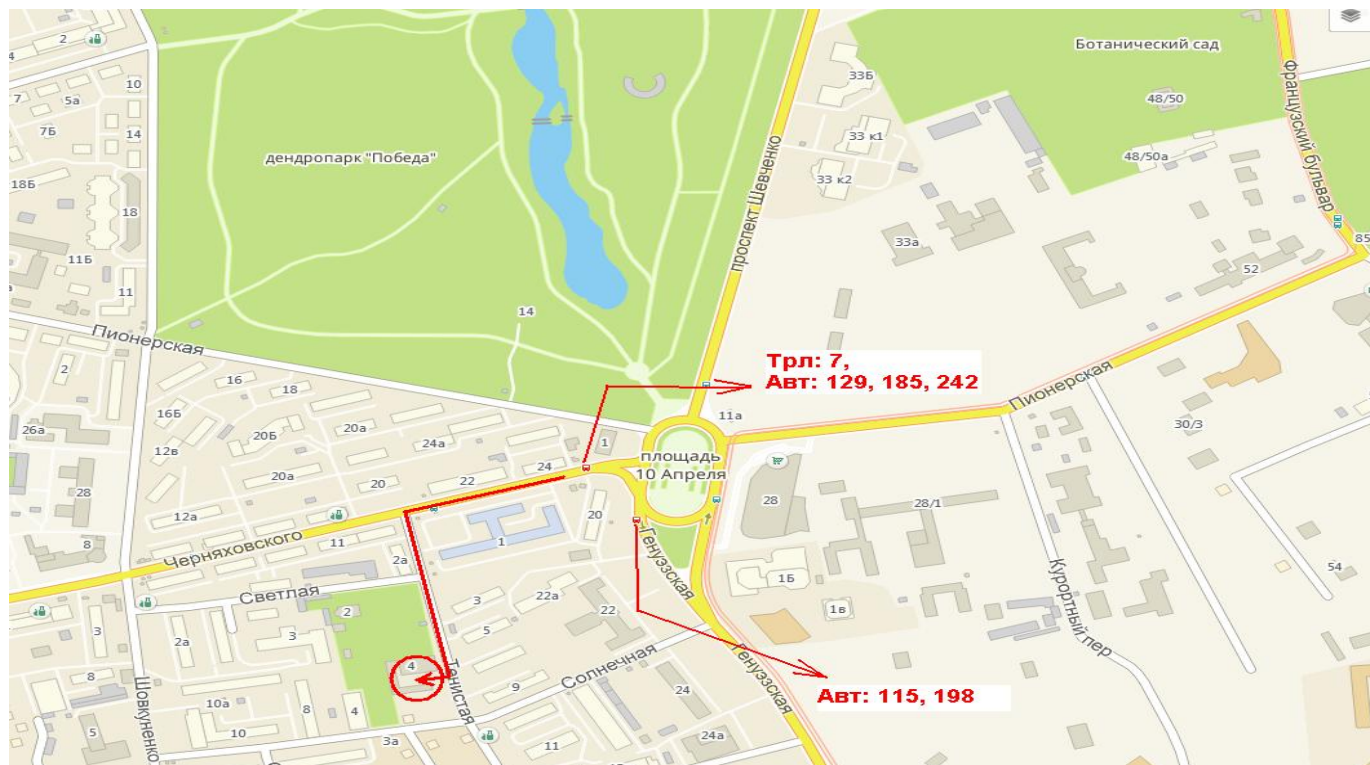 2
10
5а
7
14
7Б
18Б
18
11Б
11
дендропарк "Победа"
проспект Шевченко
33Б
33 к1
33 к2
33а
Ботанический сад
48/50
48/50а
Французский бульвар
52
85
Пионерская
14
2
16
18
16Б
20Б
20а
24а
12в
26а
20а
20
22
24
1
28
12а
8
11
Черняховского
Трл: 7,
Авт: 129, 185, 242
11а
площадь
10 Апреля
Пионерская
30/3
28
28/1
54
20
1
2а
Светлая
Генуэзская
1Б
1в
Курортный пер
3
2а
3
2
3
5
22а
22
4
Тенистая
Солнечная
9
24
Генуэзская
Авт: 115, 198
8
10а
8
4
5
Шовкуненко
10
3а
11
24а